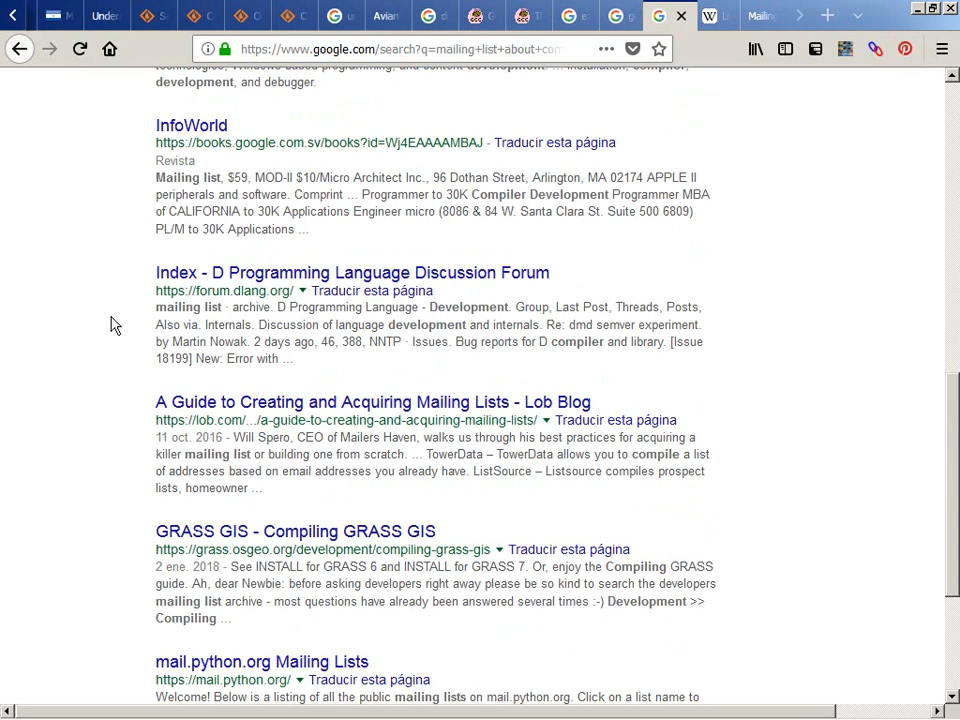 M
Under
S
C
C
C
u
Avian
d
G
TI
e
g
Li
Mailing
https://www.google.com/search?q=mailing+list+about+com
development, and debugger.
InfoWorld
https://books.google.com.sv/books?id=Wj4EAAAAMBAJ - Traducir esta página
Revista
Mailing list, $59, MOD-II $10/Micro Architect Inc., 96 Dothan Street, Arlington, MA 02174 APPLE II
peripherals and software. Comprint ... Programmer to 30K Compiler Development Programmer MBA
of CALIFORNIA to 30K Applications Engineer micro (8086 & 84 W. Santa Clara St. Suite 500 6809)
PL/M to 30K Applications ...
Index - D Programming Language Discussion Forum
https://forum.dlang.org/ Traducir esta página
mailing list · archive. D Programming Language - Development. Group, Last Post, Threads, Posts,
Also via. Internals. Discussion of language development and internals. Re: dmd semver experiment.
by Martin Nowak. 2 days ago, 46, 388, NNTP · Issues. Bug reports for D compiler and library. [Issue
18199] New: Error with ...
A Guide to Creating and Acquiring Mailing Lists - Lob Blog
https://lob.com/.../a-guide-to-creating-and-acquiring-mailing-lists/ Traducir esta página
11 oct. 2016 - Will Spero, CEO of Mailers Haven, walks us through his best practices for acquiring a
killer mailing list or building one from scratch. ... TowerData – TowerData allows you to compile a list
of addresses based on email addresses you already have. ListSource – Listsource compiles prospect
lists, homeowner ...
GRASS GIS - Compiling GRASS GIS
https://grass.osgeo.org/development/compiling-grass-gis Traducir esta página
2 ene. 2018 - See INSTALL for GRASS 6 and INSTALL for GRASS 7. Or, enjoy the Compiling GRASS
guide. Ah, dear Newbie: before asking developers right away please be so kind to search the developers
mailing list archive - most questions have already been answered several times :-) Development >>
Compiling ...
mail.python.org Mailing Lists
https://mail.python.org/ Traducir esta página
Welcome! Below is a listing of all the public mailing lists on mail.python.org. Click on a list name to